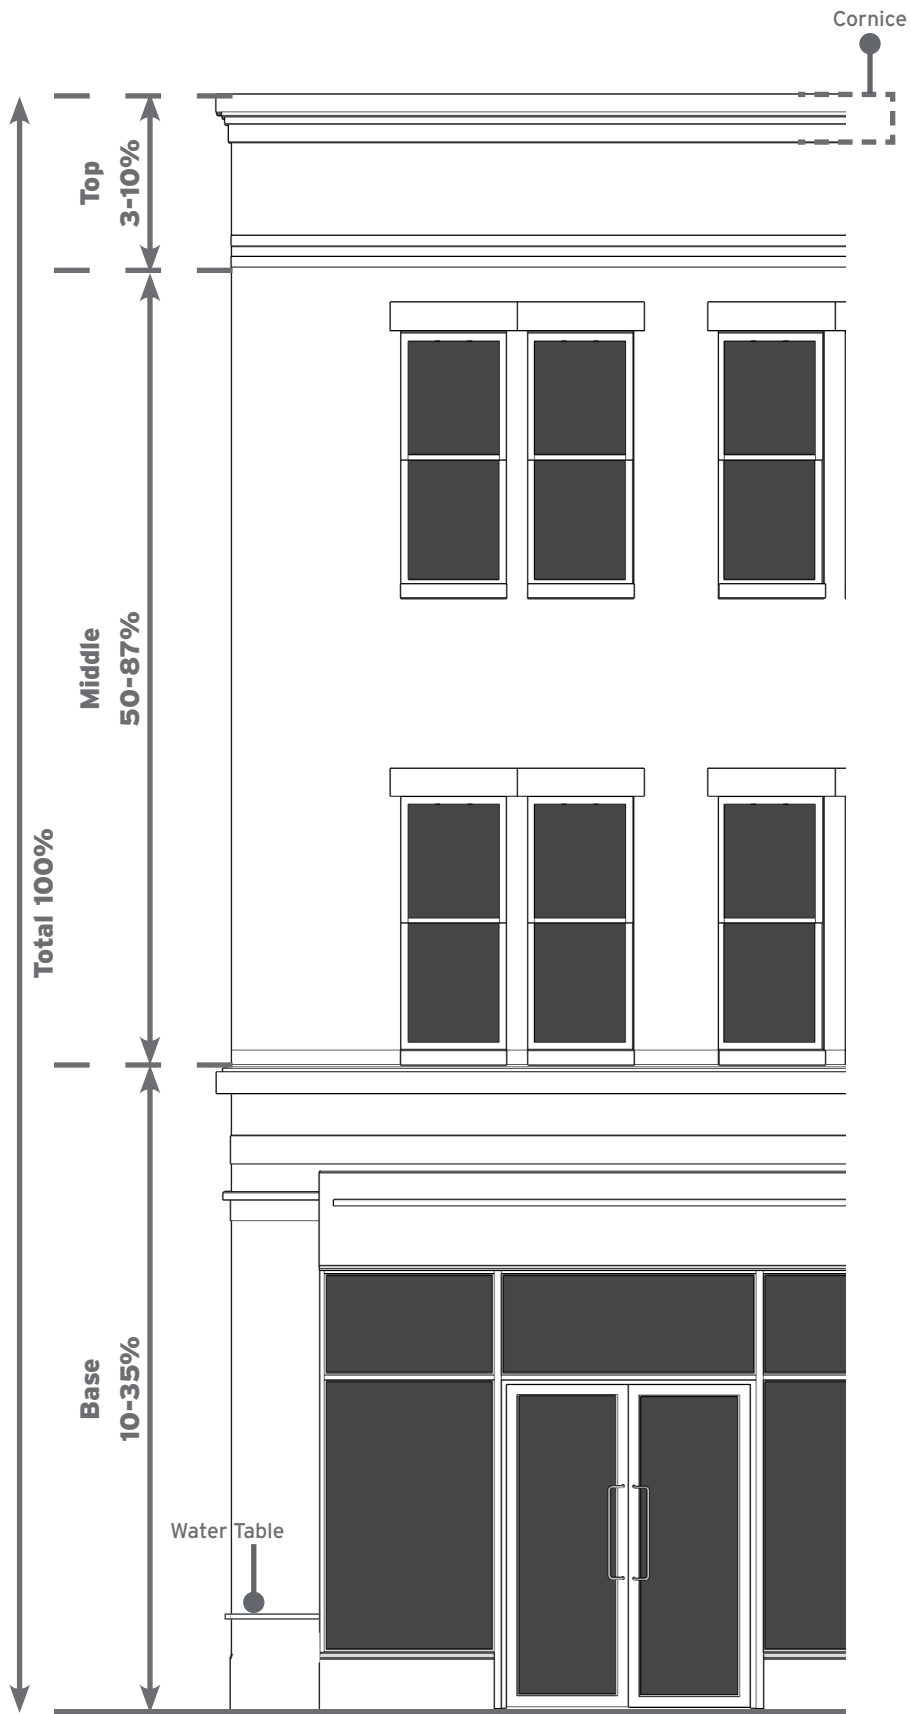 Cornice
Top
3-10%
Middle
50-87%
Total 100%
Base
10-35%
Water Table